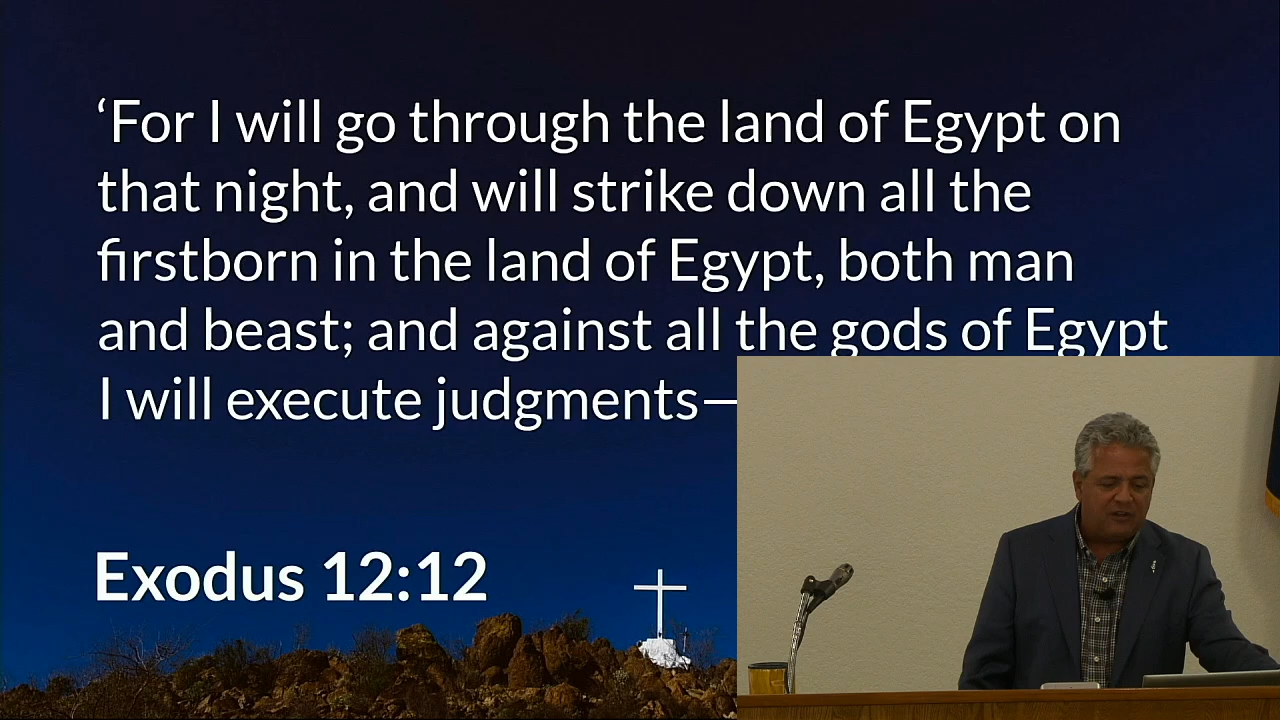 ‘For I will go through the land of Egypt on
that night, and will strike down all the
firstborn in the land of Egypt, both man
and beast; and against all the gods of Egypt
I will execute judgments—
Exodus 12:12